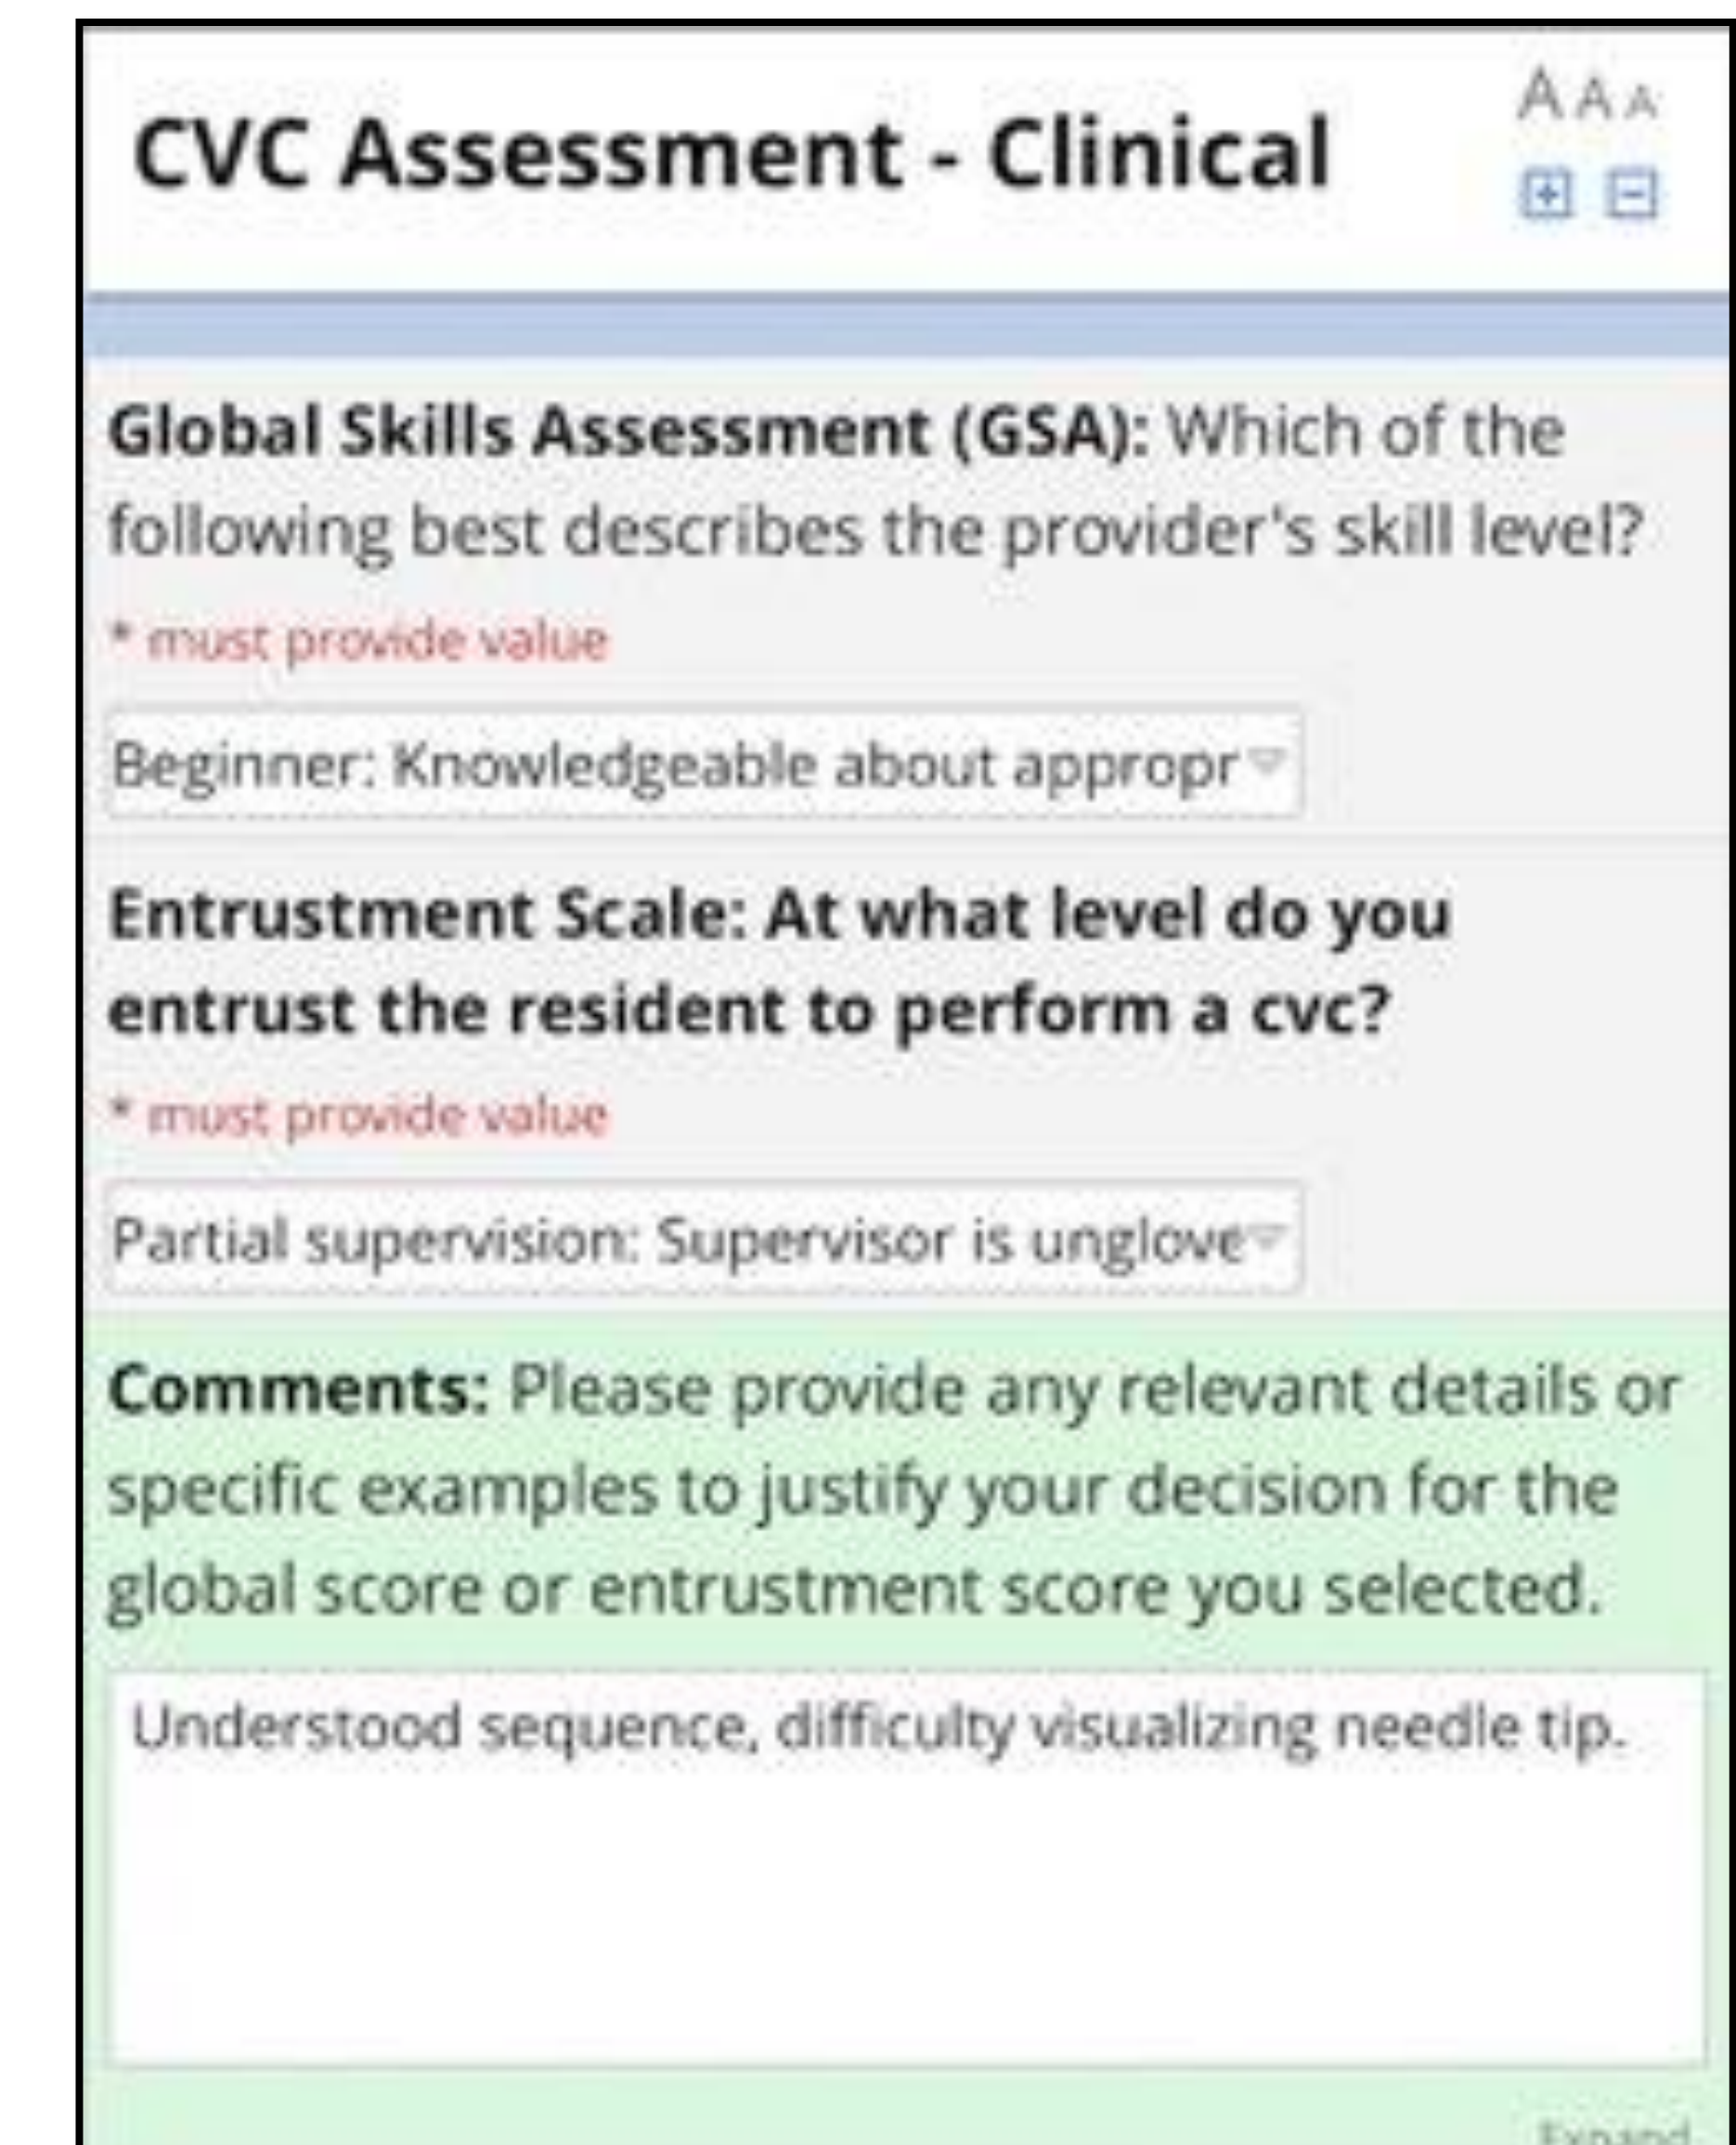 CVC Assessment - Clinical
A A A
Global Skills Assessment (GSA): Which of the
following best describes the provider's skill level?
* must provide value
Beginner: Knowledgeable about appropr
Entrustment Scale: At what level do you
entrust the resident to perform a cvc?
* must provide value
Partial supervision: Supervisor is unglove
Comments: Please provide any relevant details or
specific examples to justify your decision for the
global score or entrustment score you selected.
Understood sequence, difficulty visualizing needle tip.
Expand